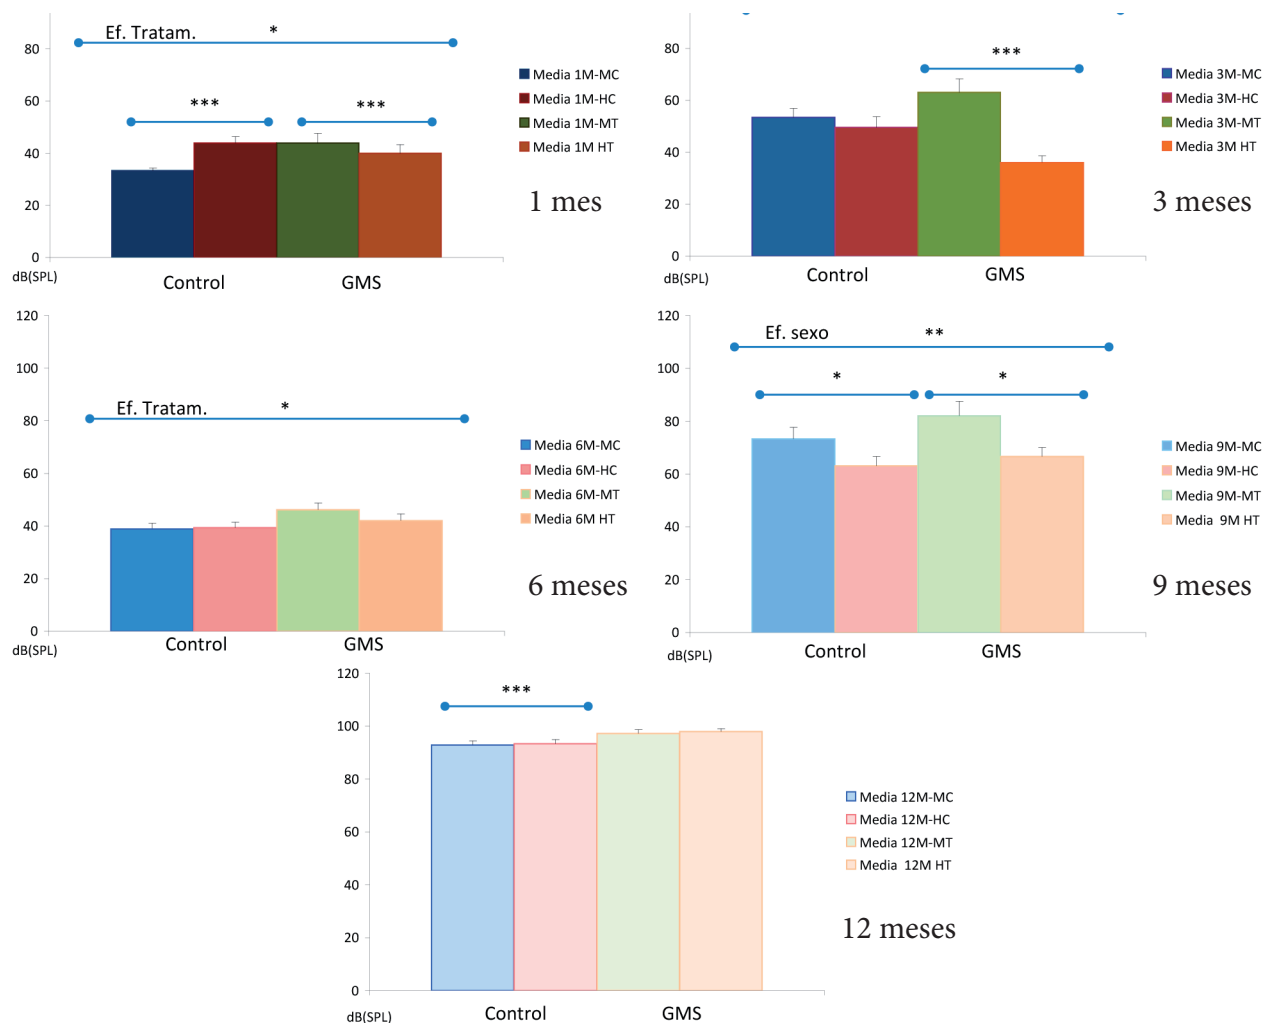 Ef. Tratam. *
80
60
40
20
0
*** ***
Media 1M-MC
Media 1M-HC
Media 1M-MT
Media 1M HT
1 mes
dB(SPL)
Control GMS
80
60
40
20
0
***
Media 3M-MC
Media 3M-HC
Media 3M-MT
Media 3M HT
3 meses
dB(SPL)
Control GMS
120
100
80
60
40
20
0
Ef. Tratam. *
Media 6M-MC
Media 6M-HC
Media 6M-MT
Media 6M HT
6 meses
dB(SPL)
Control GMS
120
100
80
60
40
20
0
Ef. sexo **
* *
Media 9M-MC
Media 9M-HC
Media 9M-MT
Media 9M HT
9 meses
dB(SPL)
Control GMS
120
100
80
60
40
20
0
***
Media 12M-MC
Media 12M-HC
Media 12M-MT
Media 12M HT
12 meses
dB(SPL)
Control GMS